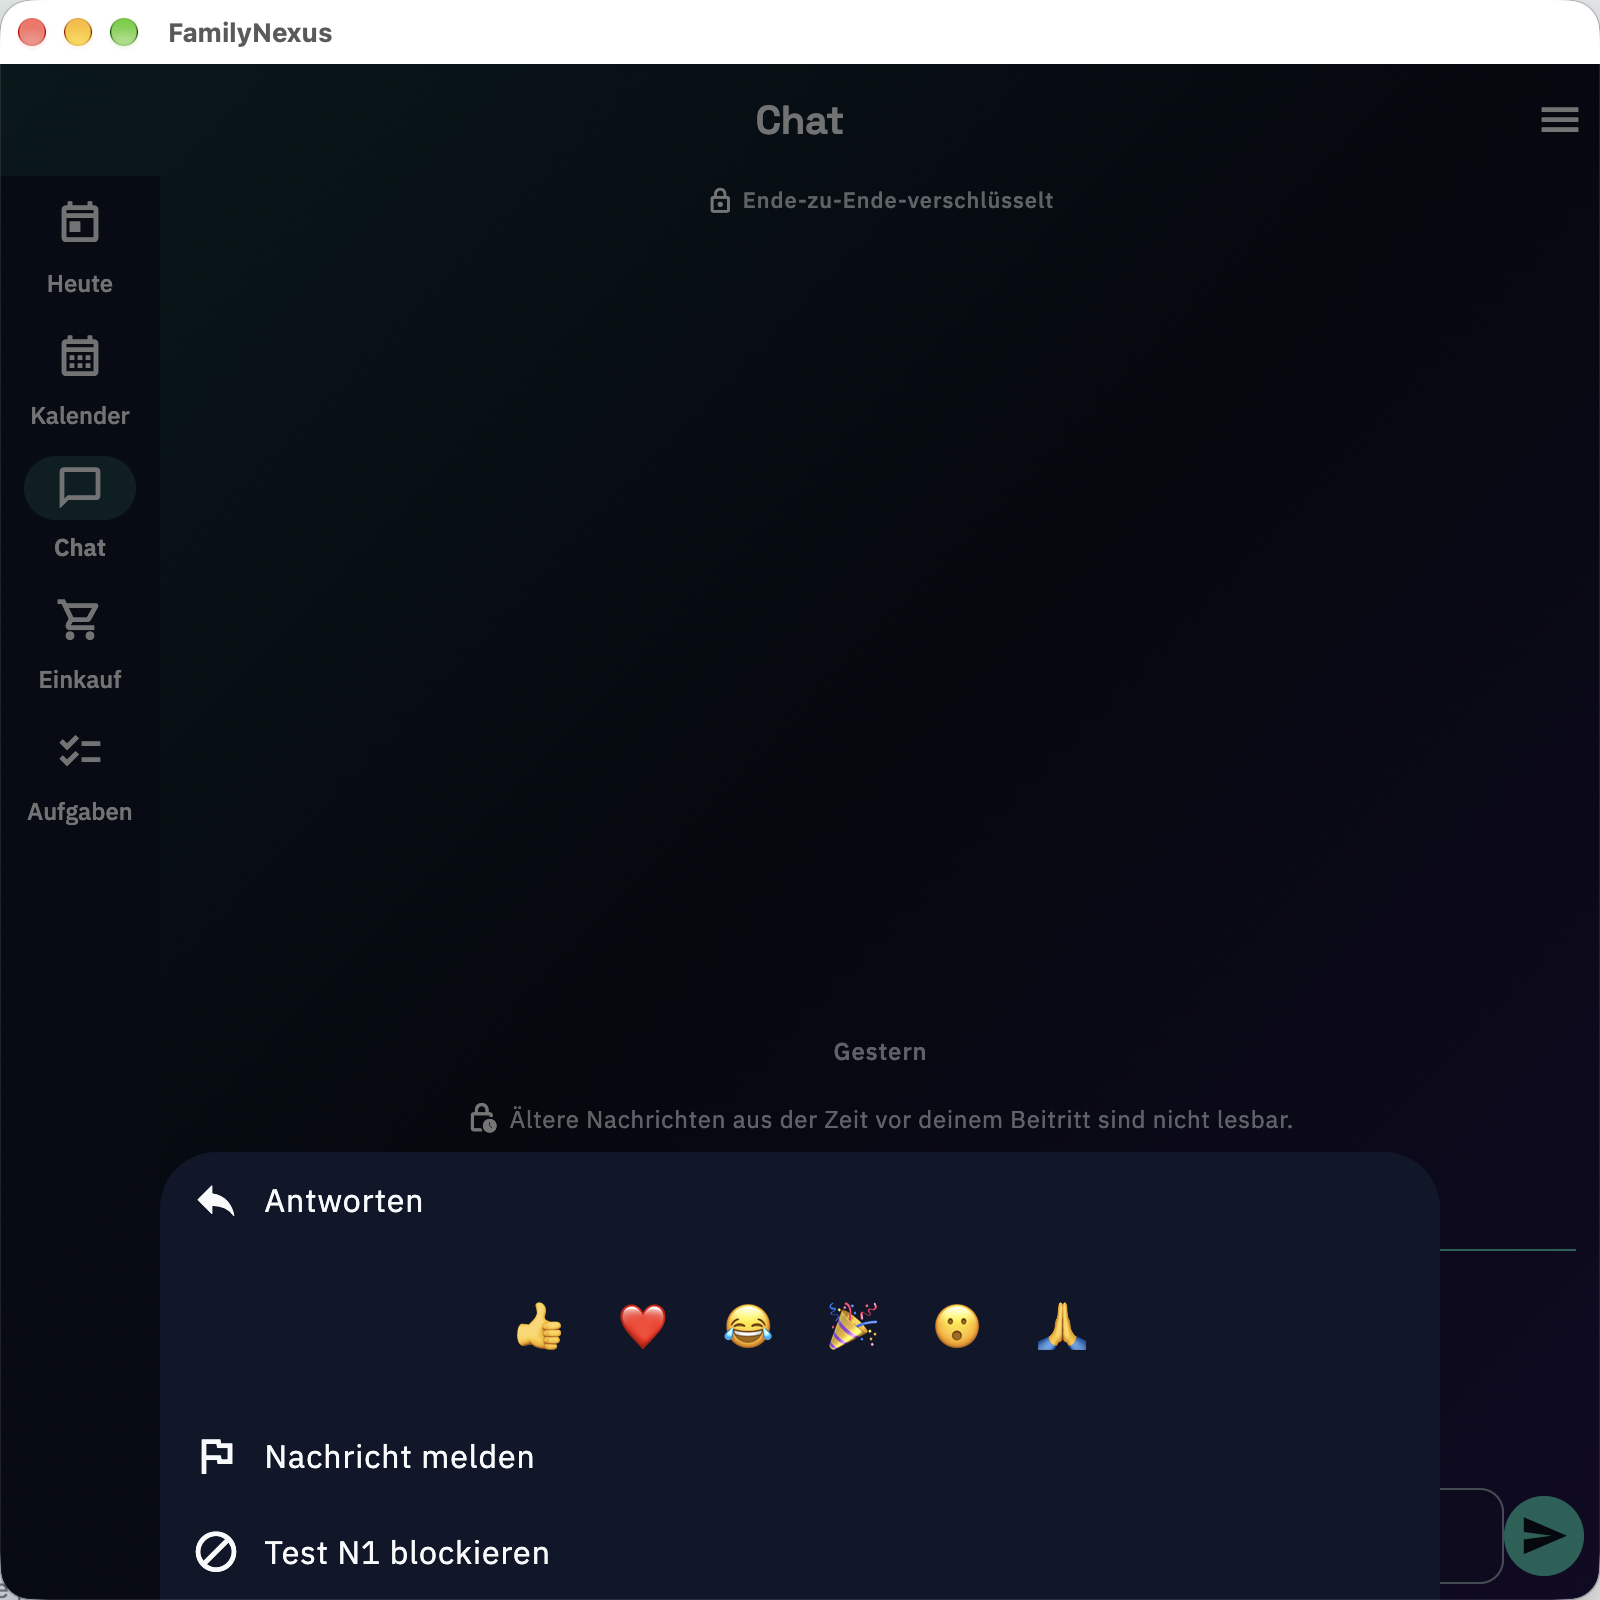 FamilyNexus
Chat
Ende-zu-Ende-verschlüsselt
Heute
Kalender
Chat
Einkauf
Aufgaben
Gestern
Ältere Nachrichten aus der Zeit vor deinem Beitritt sind nicht lesbar.
Antworten
Nachricht melden
Test N1 blockieren